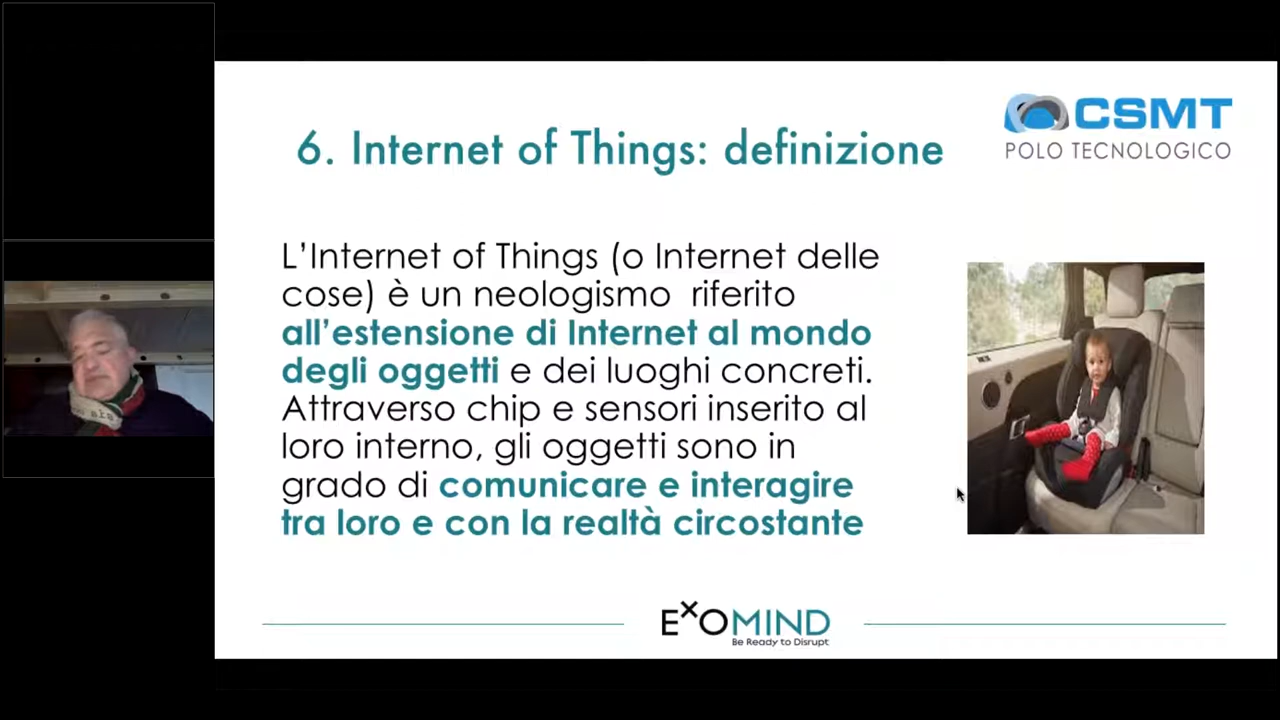 6. Internet of Things: definizione
CSMT
POLO TECNOLOGICO
L’Internet of Things (o Internet delle
cose) è un neologismo riferito
all’estensione di Internet al mondo
degli oggetti e dei luoghi concreti.
Attraverso chip e sensori inserito al
loro interno, gli oggetti sono in
grado di comunicare e interagire
tra loro e con la realtà circostante
EXOMIND
Be Ready to Disrupt